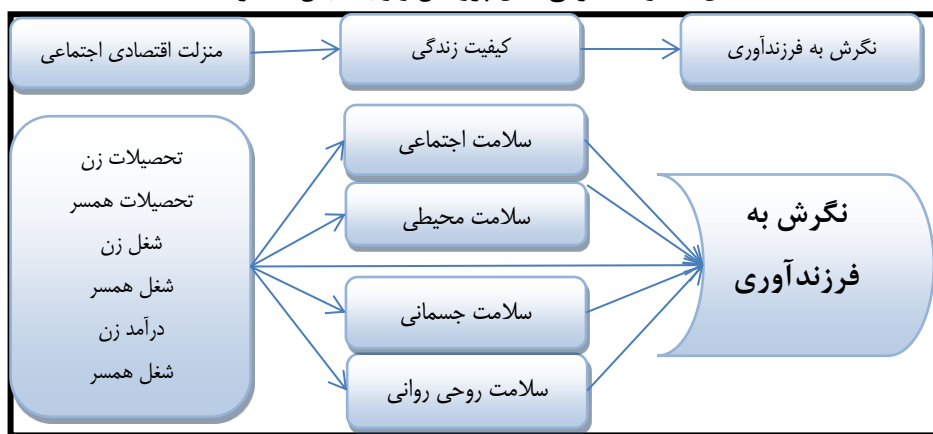 منزلت اقتصادی اجتماعی
کیفیت زندگی
نگرش به فرزندآوری
تحصیلات زن
تحصیلات همسر
شغل زن
شغل همسر
درآمد زن
شغل همسر
سلامت اجتماعی
سلامت محیطی
سلامت جسمانی
سلامت روحی روانی
نگرش به
فرزندآوری